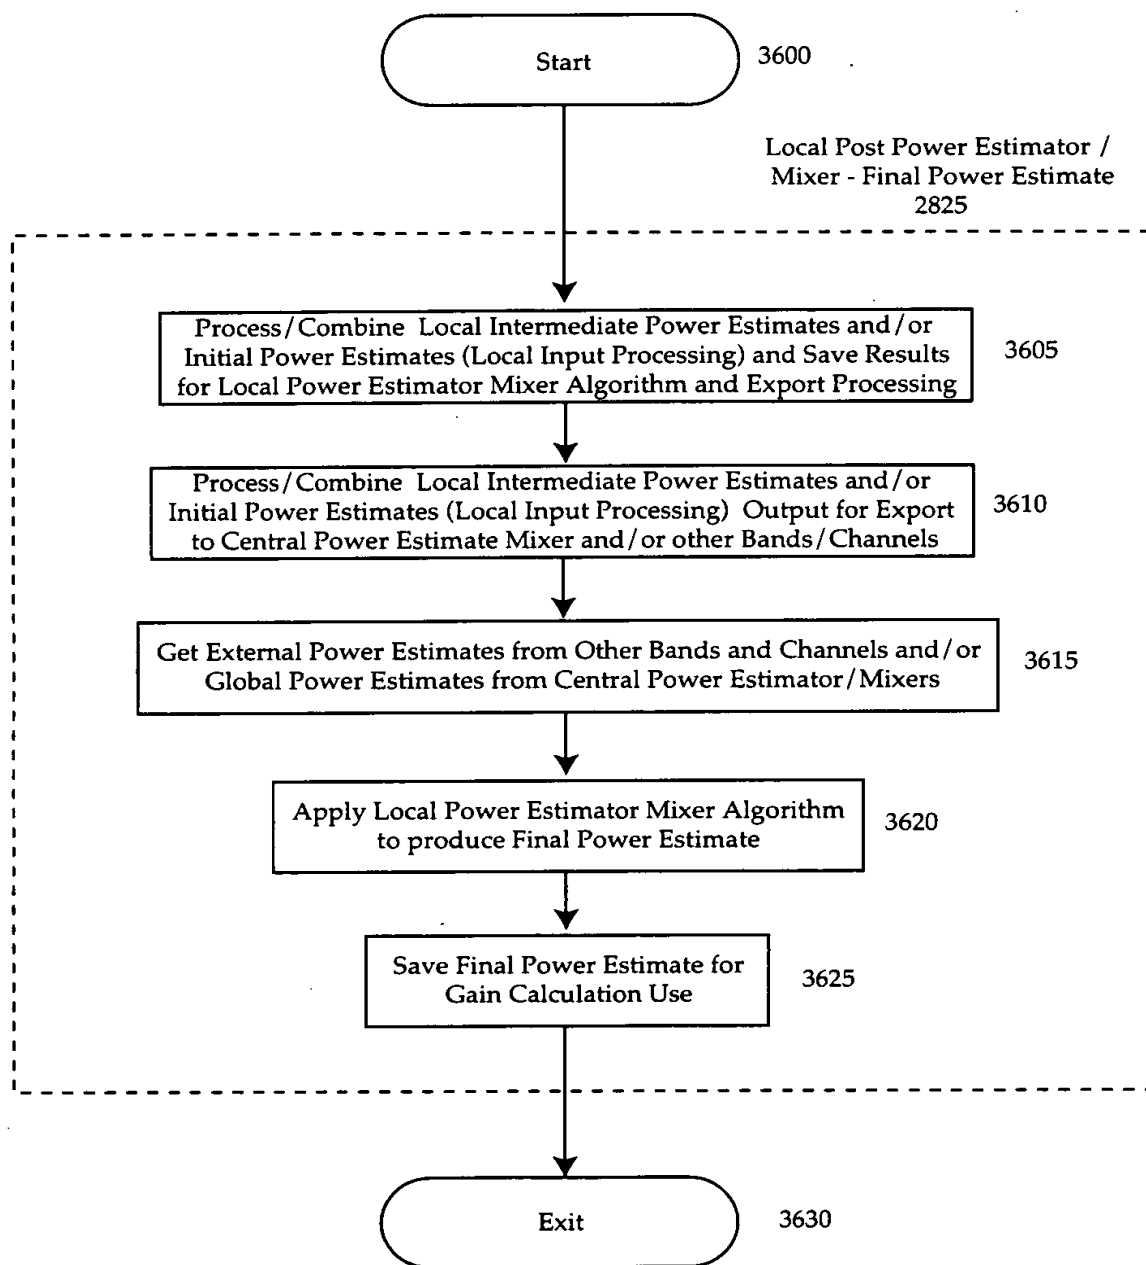 Start
3600
Local Post Power Estimator /
Mixer - Final Power Estimate
2825
Process/Combine Local Intermediate Power Estimates and/or
Initial Power Estimates (Local Input Processing) and Save Results
for Local Power Estimator Mixer Algorithm and Export Processing
3605
Process/Combine Local Intermediate Power Estimates and/or
Initial Power Estimates (Local Input Processing) Output for Export
to Central Power Estimate Mixer and/or other Bands/Channels
3610
Get External Power Estimates from Other Bands and Channels and/or
Global Power Estimates from Central Power Estimator/Mixers
3615
Apply Local Power Estimator Mixer Algorithm
to produce Final Power Estimate
3620
Save Final Power Estimate for
Gain Calculation Use
3625
Exit
3630